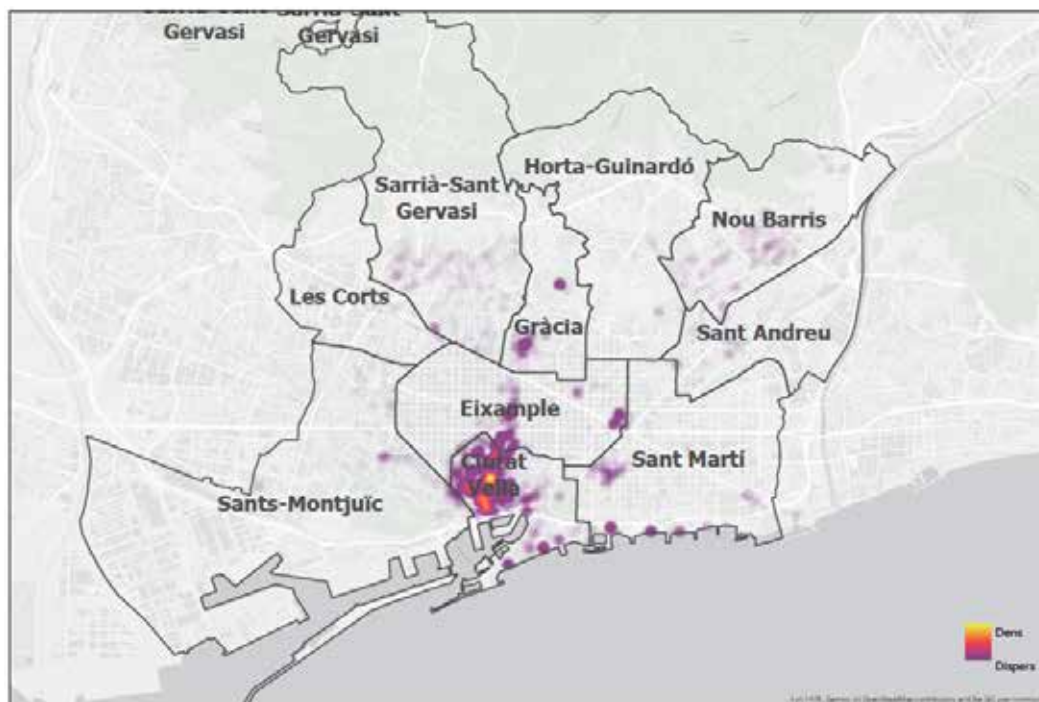 Gervasi
Gervasi
Horta-Guinardó
Sarrià-Sant
Gervasi
Nou Barris
Les Corts
Gràcia
Sant Andreu
Eixample
Ciutat
Vella
Sant Martí
Sants-Montjuïc
Dens
Dispers